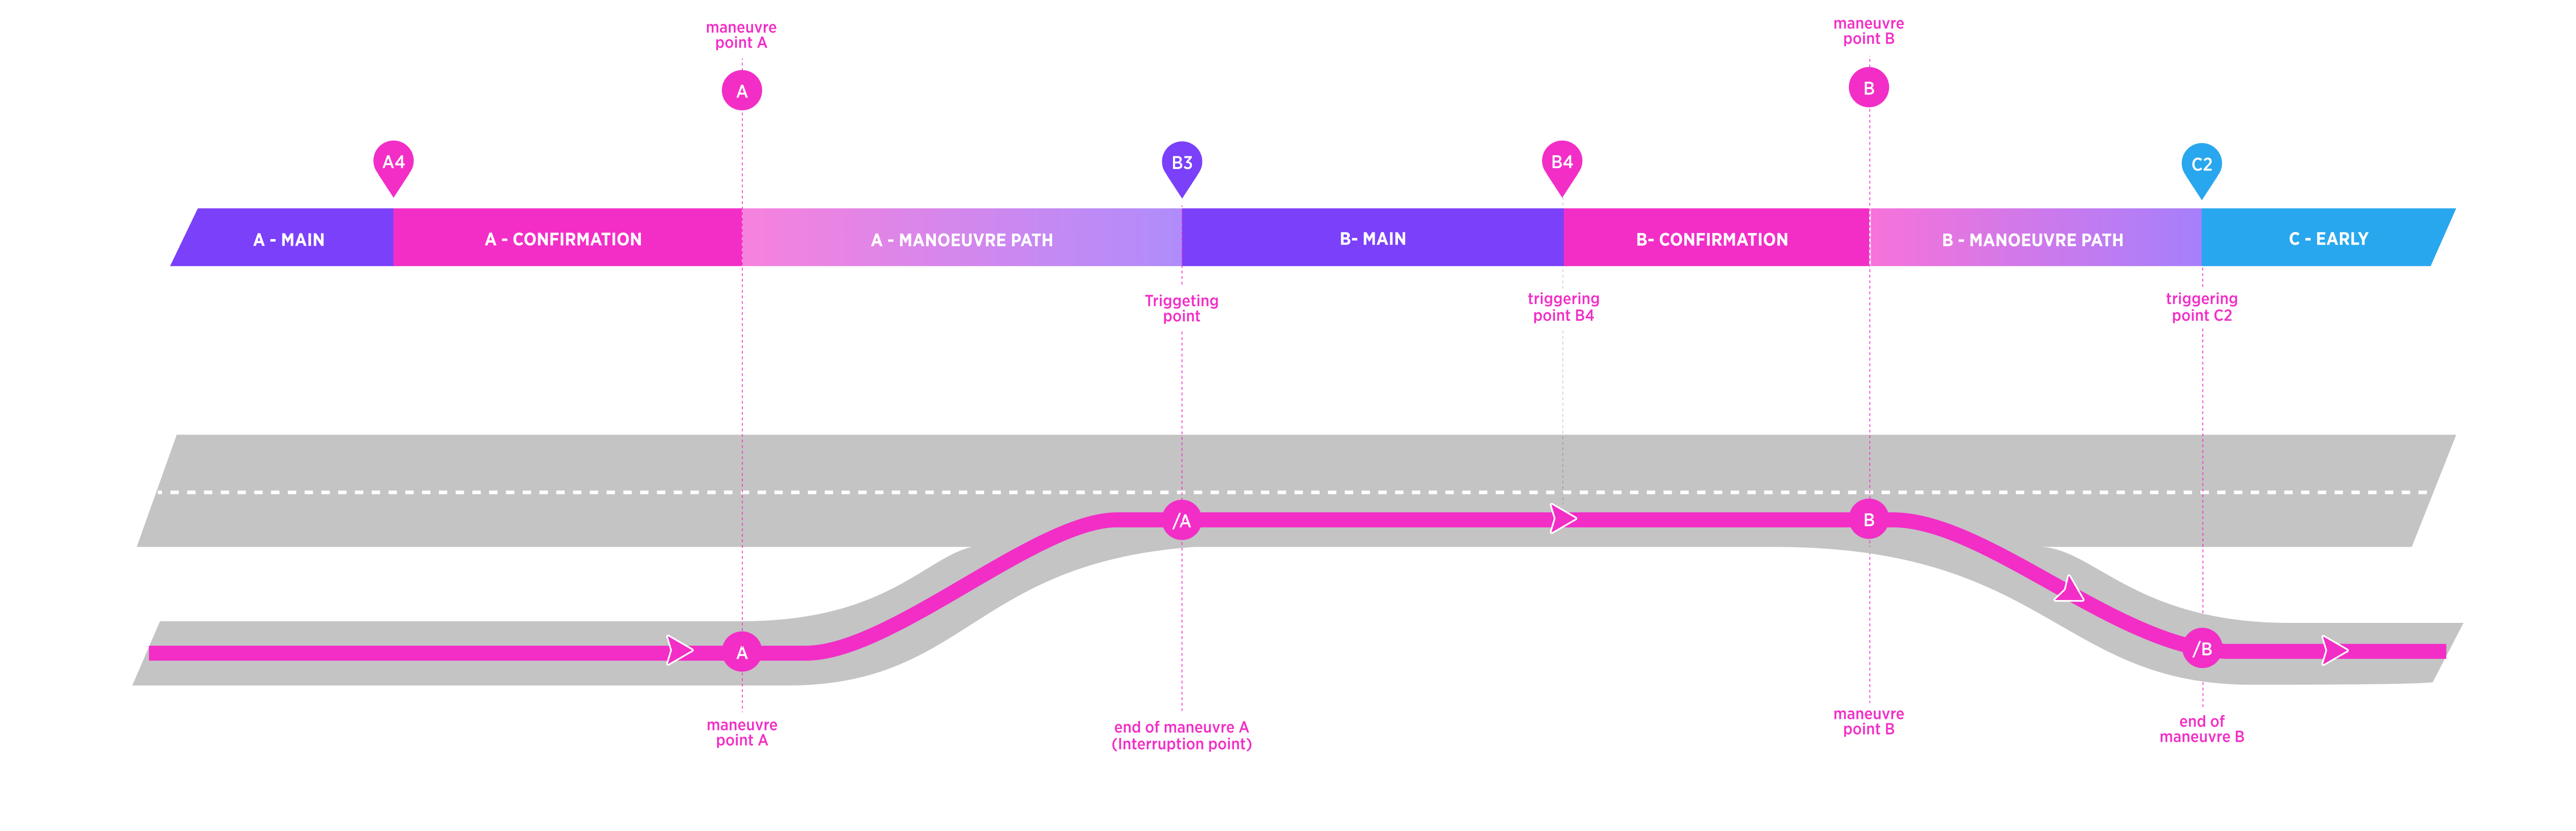 maneuvre
point A
maneuvre
point B
A
B
A4
B3
B4
C2
A - MAIN
A - CONFIRMATION
A - MANOEUVRE PATH
B- MAIN
B- CONFIRMATION
B - MANOEUVRE PATH
C - EARLY
Triggeting
point
triggering
point B4
triggering
point C2
/A
B
A
/B
maneuvre
point A
end of maneuvre A
(Interruption point)
maneuvre
point B
end of
maneuvre B